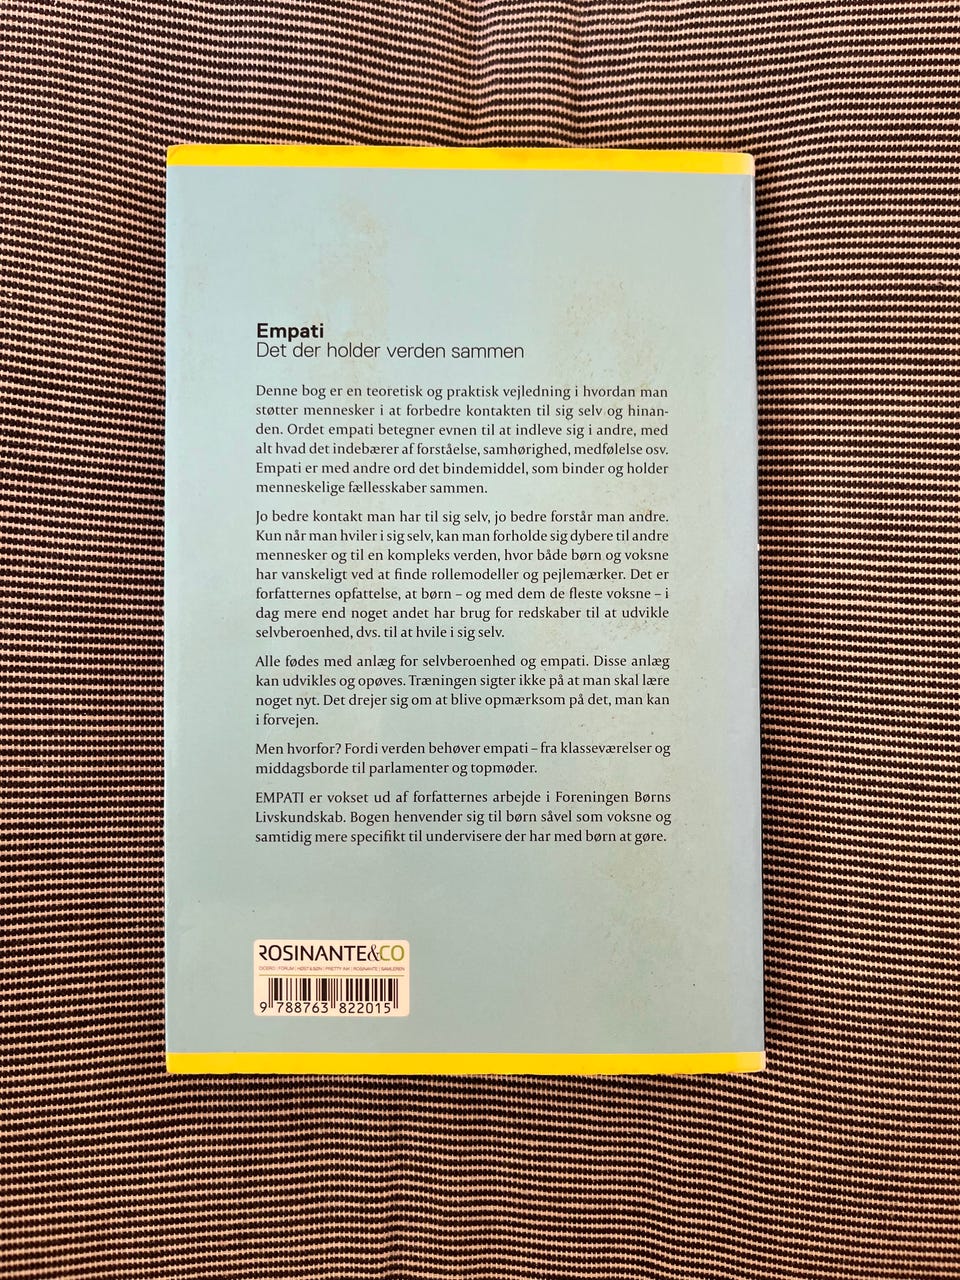 Empati
Det der holder verden sammen
Denne bog er en teoretisk og praktisk vejledning i hvordan man
støtter mennesker i at forbedre kontakten til sig selv og hinan-
den. Ordet empati betegner evnen til at indleve sig i andre, med
alt hvad det indebærer af forståelse, samhørighed, medfølelse osv.
Empati er med andre ord det bindemiddel, som binder og holder
menneskelige fællesskaber sammen.
Jo bedre kontakt man har til sig selv, jo bedre forstår man andre.
Kun når man hviler i sig selv, kan man forholde sig dybere til andre
mennesker og til en kompleks verden, hvor både børn og voksne
har vanskeligt ved at finde rollemodeller og pejlemærker. Det er
forfatternes opfattelse, at børn – og med dem de fleste voksne – i
dag mere end noget andet har brug for redskaber til at udvikle
selvberoenhed, dvs. til at hvile i sig selv.
Alle fødes med anlæg for selvberoenhed og empati. Disse anlæg
kan udvikles og opøves. Træningen sigter ikke på at man skal lære
noget nyt. Det drejer sig om at blive opmærksom på det, man kan
i forvejen.
Men hvorfor? Fordi verden behøver empati – fra klasseværelser og
middagsborde til parlamenter og topmøder.
EMPATI er vokset ud af forfatternes arbejde i Foreningen Børns
Livskundskab. Bogen henvender sig til børn såvel som voksne og
samtidig mere specifikt til undervisere der har med børn at gøre.
ROSINANTE&CO
CICERO | FORUM | HØST & SØN | PRETTY INK | ROSINANTE | SAMLEREN
9 788763 822015